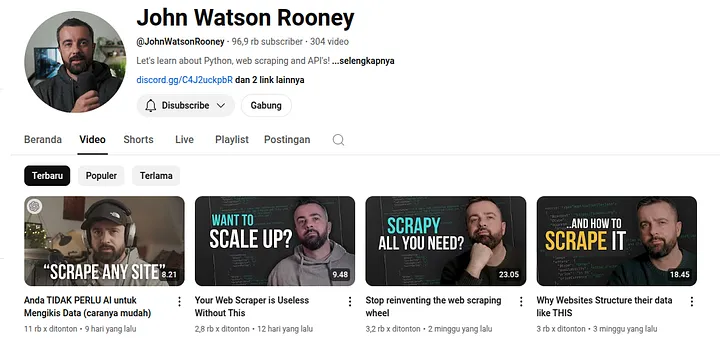 John Watson Rooney
@JohnWatsonRooney · 96,9 rb subscriber · 304 video
Let's learn about Python, web scraping and API's! ...selengkapnya
discord.gg/C4J2uckpbR dan 2 link lainnya
Disubscribe
Gabung
Beranda
Video
Shorts
Live
Playlist
Postingan
Terbaru
Populer
Terlama
"SCRAPE ANY SITE"
8.21
WANT TO
SCALE UP?
9.48
SCRAPY
ALL YOU NEED?
23.05
..AND HOW TO
SCRAPE IT
18.45
Anda TIDAK PERLU AI untuk
Mengikis Data (caranya mudah)
11 rb x ditonton • 9 hari yang lalu
Your Web Scraper is Useless
Without This
2,8 rb x ditonton • 12 hari yang lalu
Stop reinventing the web scraping
wheel
3,2 rb x ditonton • 2 minggu yang lalu
Why Websites Structure their data
like THIS
3 rb x ditonton • 3 minggu yang lalu